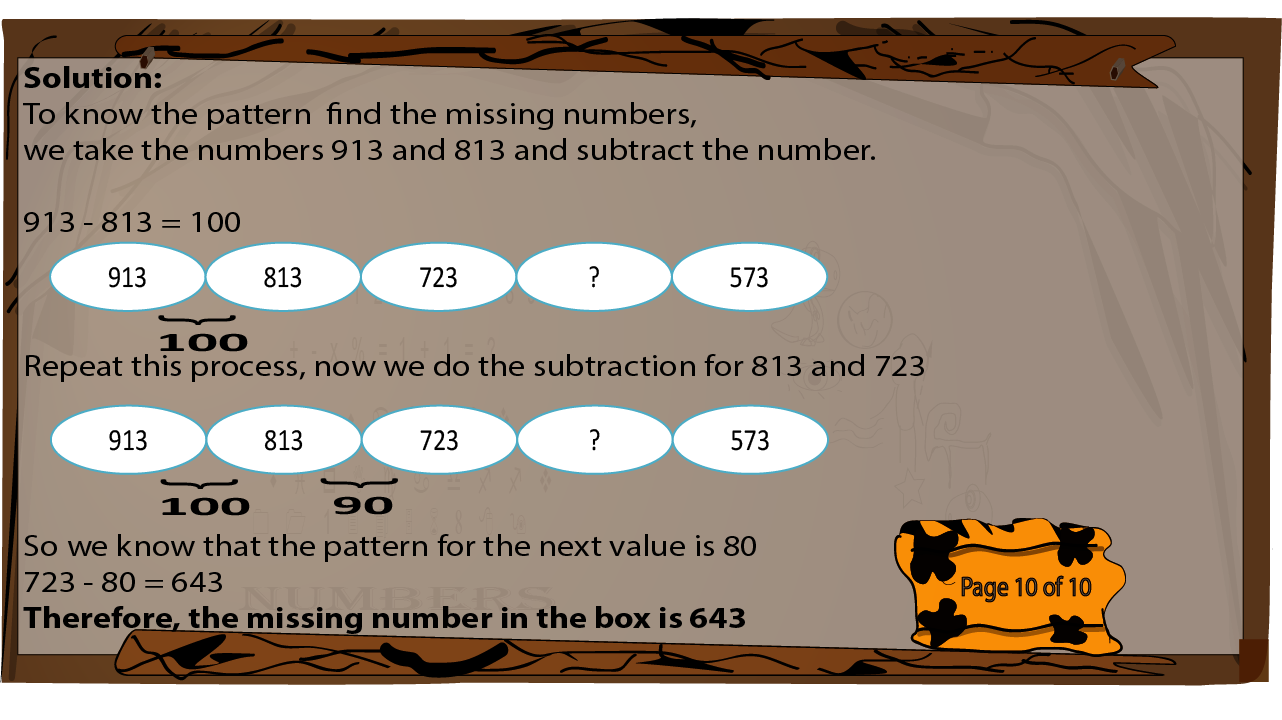 Solution:
To know the pattern find the missing numbers,
we take the numbers 913 and 813 and subtract the number.
913 - 813 = 100
913 813 723 ? 573
100
Repeat this process, now we do the subtraction for 813 and 723
913 813 723 ? 573
100 90
So we know that the pattern for the next value is 80
723 - 80 = 643
NUMBERS
Therefore, the missing number in the box is 643
Page 10 of 10